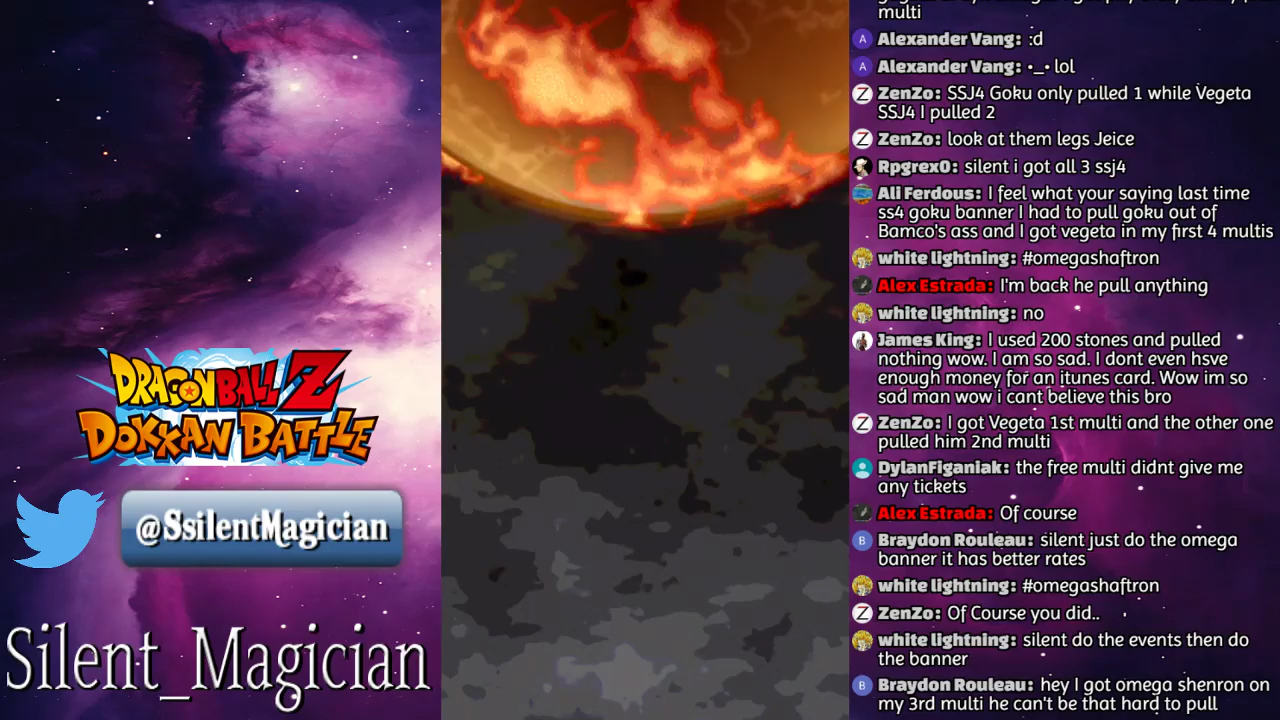 DRAGON BALL Z
DOKKAN BATTLE
@SsilentMagician
Silent_Magician
multi
A Alexander Vang: :d
A Alexander Vang: •_• lol
Z ZenZo: SSJ4 Goku only pulled 1 while Vegeta
SSJ4 I pulled 2
Z ZenZo: look at them legs Jeice
Rpgrex0: silent i got all 3 ssj4
Ali Ferdous: I feel what your saying last time
ss4 goku banner I had to pull goku out of
Bamco's ass and I got vegeta in my first 4 multis
white lightning: #omegashaftron
Alex Estrada: I'm back he pull anything
white lightning: no
James King: I used 200 stones and pulled
nothing wow. I am so sad. I dont even hsve
enough money for an itunes card. Wow im so
sad man wow i cant believe this bro
Z ZenZo: I got Vegeta 1st multi and the other one
pulled him 2nd multi
DylanFiganiak: the free multi didnt give me
any tickets
Alex Estrada: Of course
B Braydon Rouleau: silent just do the omega
banner it has better rates
white lightning: #omegashaftron
Z ZenZo: Of Course you did..
white lightning: silent do the events then do
the banner
B Braydon Rouleau: hey I got omega shenron on
my 3rd multi he can't be that hard to pull